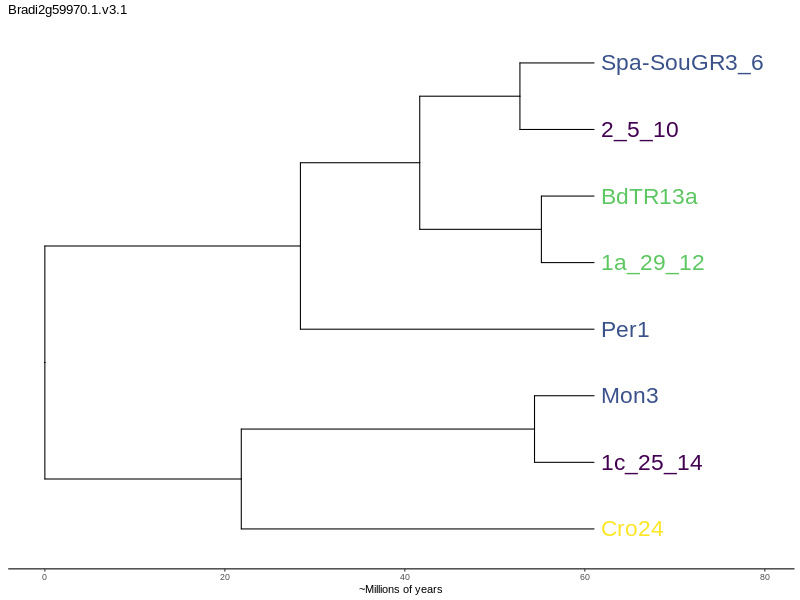 Bradi2g59970.1.v3.1
Spa-SouGR3_6
2_5_10
BdTR13a
1a_29_12
Per1
Mon3
1c_25_14
Cro24
0 20 40 60 80
~Millions of years